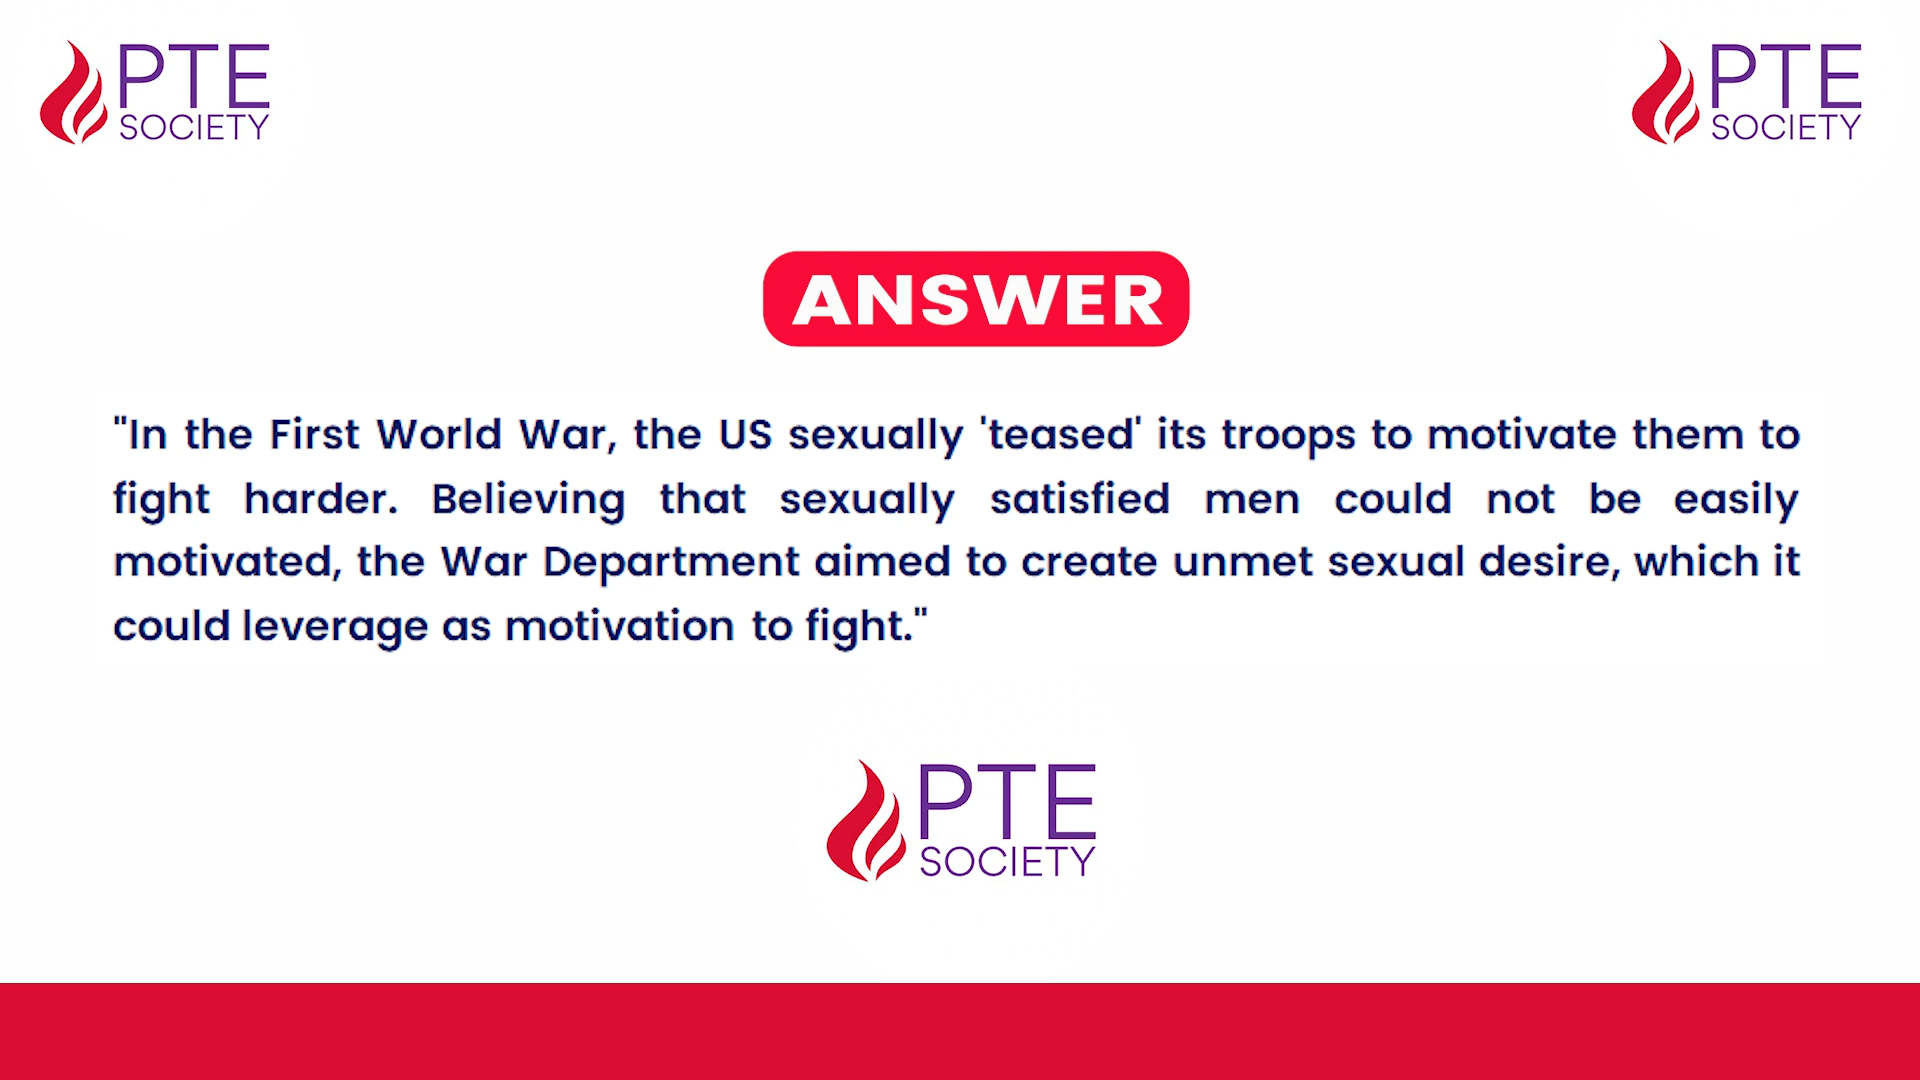 PTE
SOCIETY
PTE
SOCIETY
ANSWER
"In the First World War, the US sexually 'teased' its troops to motivate them to
fight harder. Believing that sexually satisfied men could not be easily
motivated, the War Department aimed to create unmet sexual desire, which it
could leverage as motivation to fight."
PTE
SOCIETY